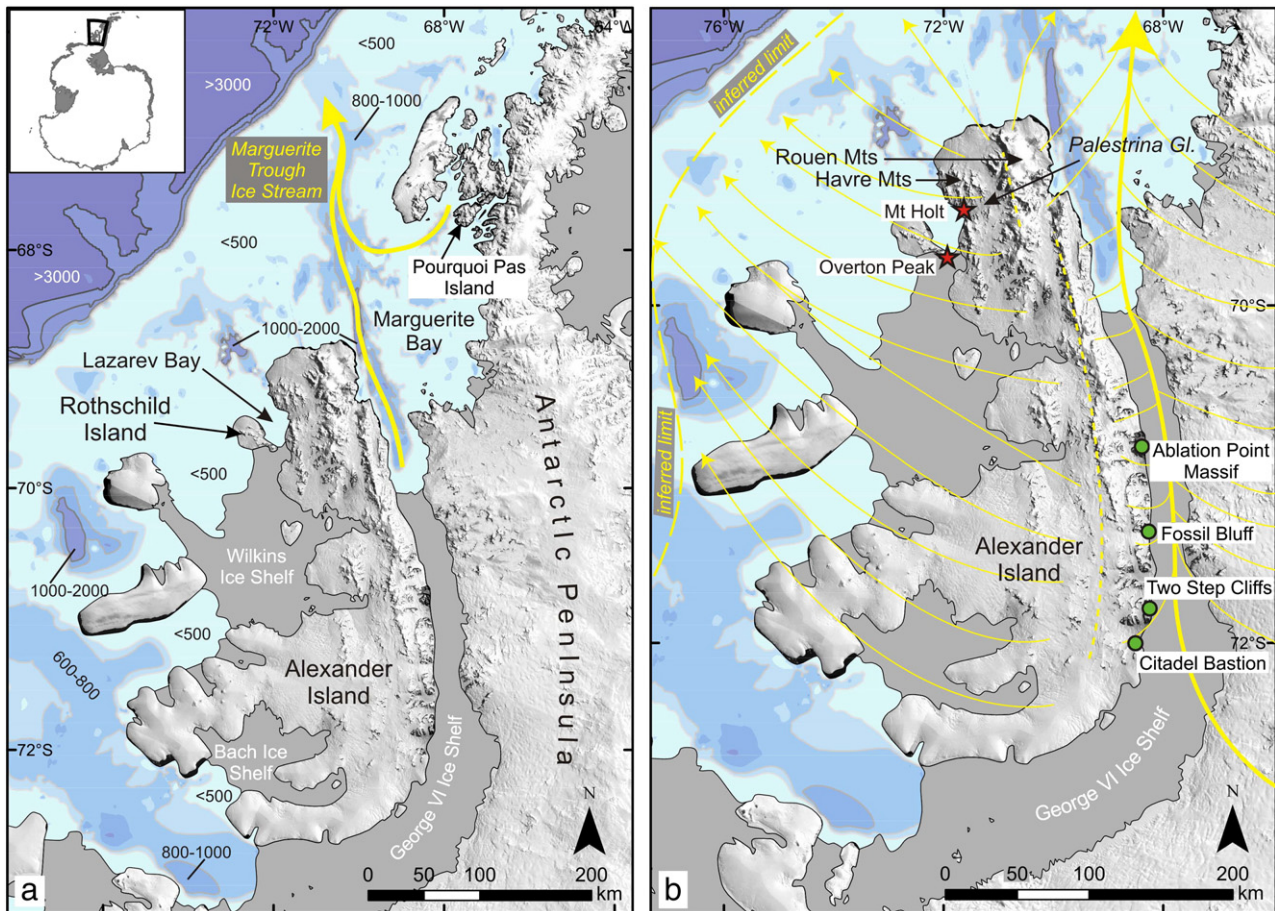 72°W
68°W
64°W
<500
>3000
800-1000
Marguerite
Trough
Ice Stream
68°S
<500
>3000
Pourquoi Pas
Island
1000-2000
Marguerite
Bay
Lazarev Bay
Rothschild
Island
<500
70°S
Wilkins
Ice Shelf
1000-2000
<500
600-800
Alexander
Island
Antarctic PenInsula
72°S
Bach Ice
Shelf
<500
George VI Ice Shelf
800-1000
N
0 50 100 200
km
a
76°W
72°W
68°W
inferred limit
Rouen Mts
Palestrina Gl.
Havre Mts
Mt Holt
Overton Peak
70°S
inferred limit
Ablation Point
Massif
Alexander
Island
Fossil Bluff
Two Step Cliffs
72°S
Citadel Bastion
George VI Ice Shelf
N
0 50 100 200
km
b